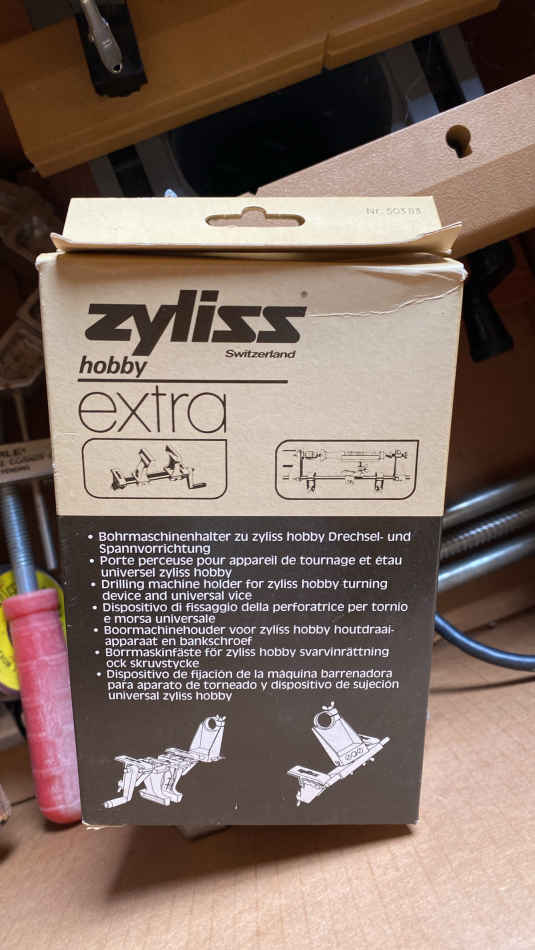 Nr. 503 83
zyliss®
Switzerland
hobby
extra
• Bohrmaschinenhalter zu zyliss hobby Drechsel- und
Spannvorrichtung
• Porte perceuse pour appareil de tournage et étau
universel zyliss hobby
• Drilling machine holder for zyliss hobby turning
device and universal vice
• Dispositivo di fissaggio della perforatrice per tornio
e morsa universale
• Boormachinehouder voor zyliss hobby houtdraai-
apparaat en bankschroef
• Borrmaskinfäste för zyliss hobby svarvinrättning
ock skruvstycke
• Dispositivo de fijación de la máquina barrenadora
para aparato de torneado y dispositivo de sujeción
universal zyliss hobby